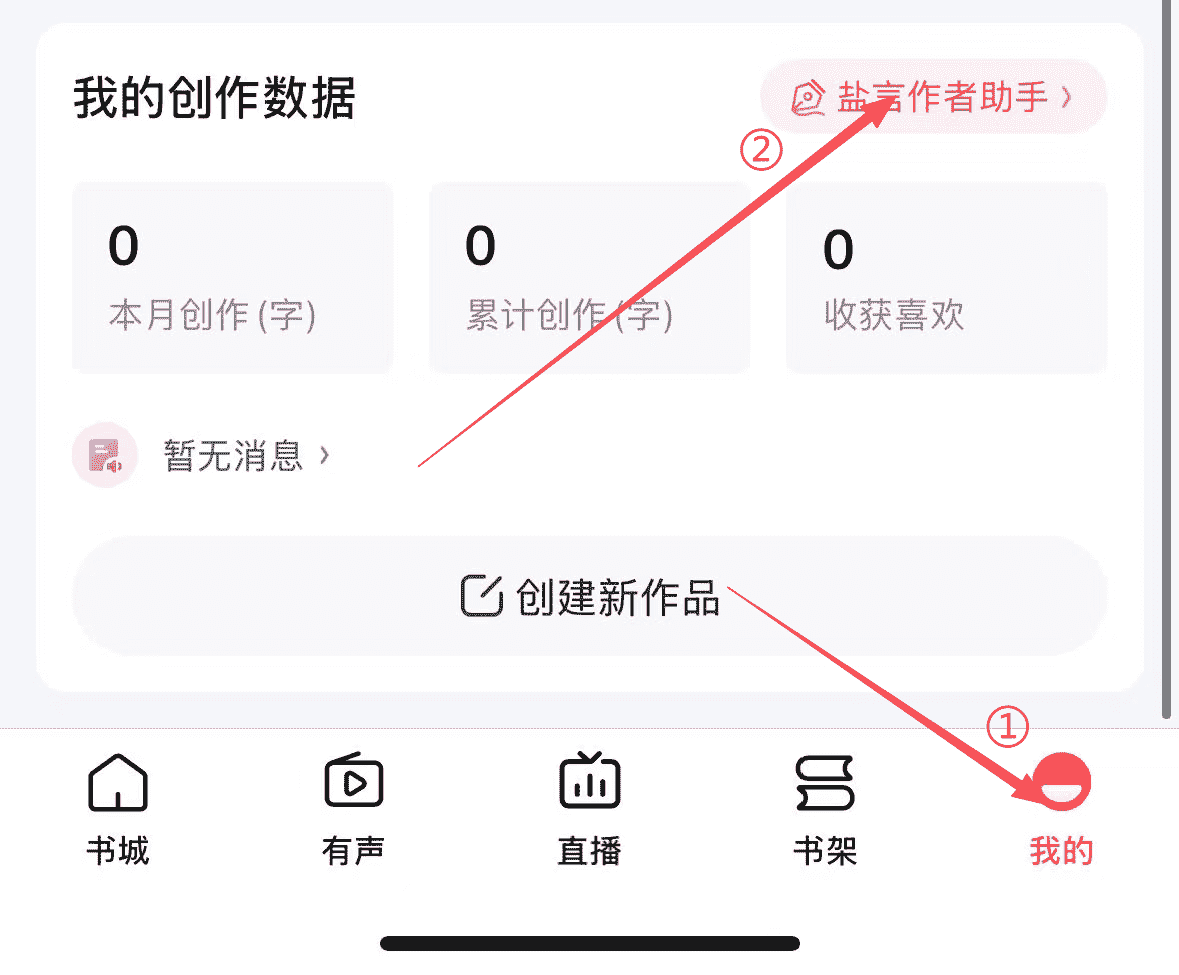 我的创作数据
盐言作者助手 ›
②
0
0
0
本月创作 (字)
累计创作 (字)
收获喜欢
暂无消息 ›
创建新作品
①
书城
有声
直播
书架
我的